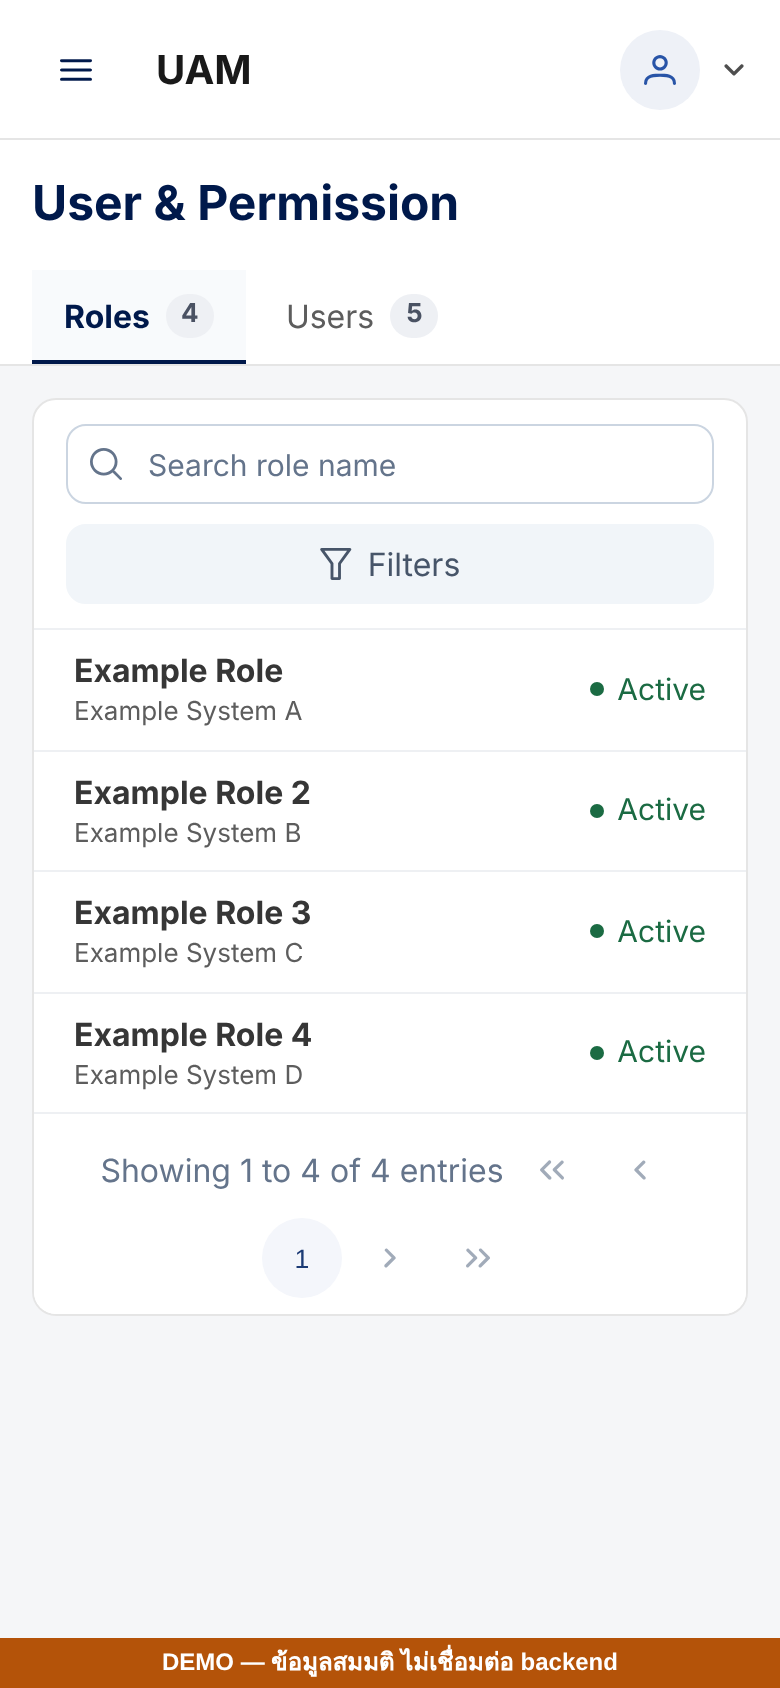 UAM
User & Permission
Roles 4 Users 5
Search role name
Filters
Example Role
Example System A
Active
Example Role 2
Example System B
Active
Example Role 3
Example System C
Active
Example Role 4
Example System D
Active
Showing 1 to 4 of 4 entries
1
DEMO — ข้อมูลสมมติ ไม่เชื่อมต่อ backend